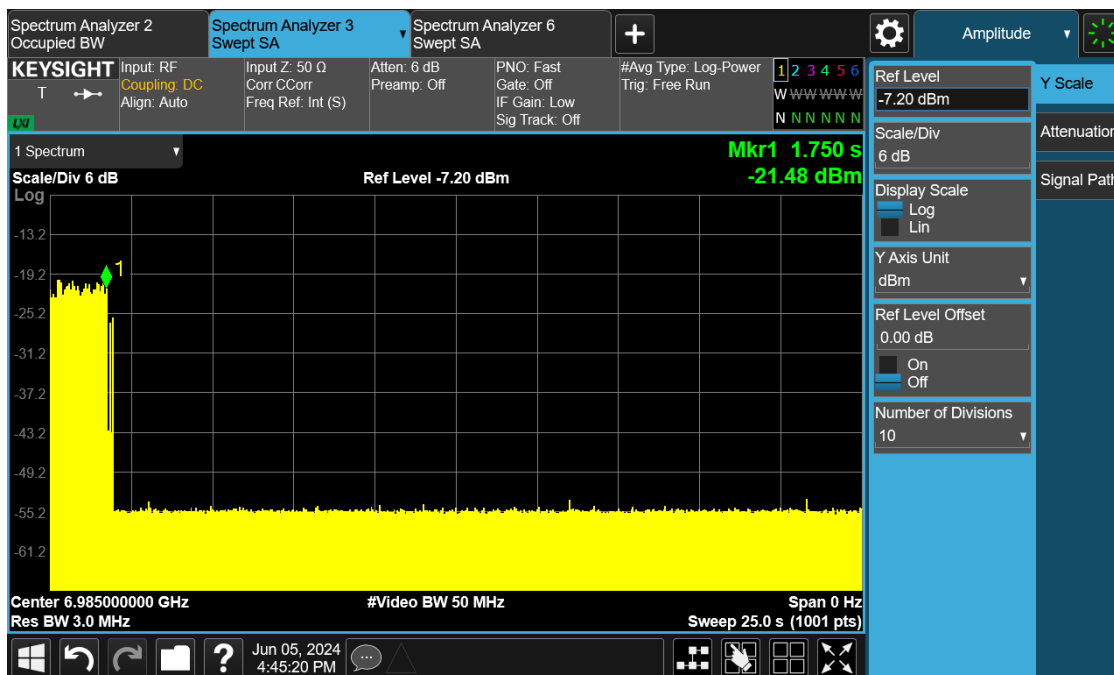 Spectrum Analyzer 2
Occupied BW
Spectrum Analyzer 3
Swept SA
Spectrum Analyzer 6
Swept SA
Amplitude
KEYSIGHT
T
LXI
Input: RF
Coupling: DC
Align: Auto
Input Z: 50 Ω
Corr CCorr
Freq Ref: Int (S)
Atten: 6 dB
Preamp: Off
PNO: Fast
Gate: Off
IF Gain: Low
Sig Track: Off
#Avg Type: Log-Power
Trig: Free Run
1 2 3 4 5 6
W W W W W W
N N N N N N
1 Spectrum
Mkr1 1.750 s
Scale/Div 6 dB
Ref Level -7.20 dBm
-21.48 dBm
Log
-13.2
-19.2
-25.2
-31.2
-37.2
-43.2
-49.2
-55.2
-61.2
1
Center 6.985000000 GHz
#Video BW 50 MHz
Span 0 Hz
Res BW 3.0 MHz
Sweep 25.0 s (1001 pts)
Ref Level
-7.20 dBm
Scale/Div
6 dB
Display Scale
Log
Lin
Y Axis Unit
dBm
Ref Level Offset
0.00 dB
On
Off
Number of Divisions
10
Y Scale
Attenuation
Signal Path
?
Jun 05, 2024
4:45:20 PM